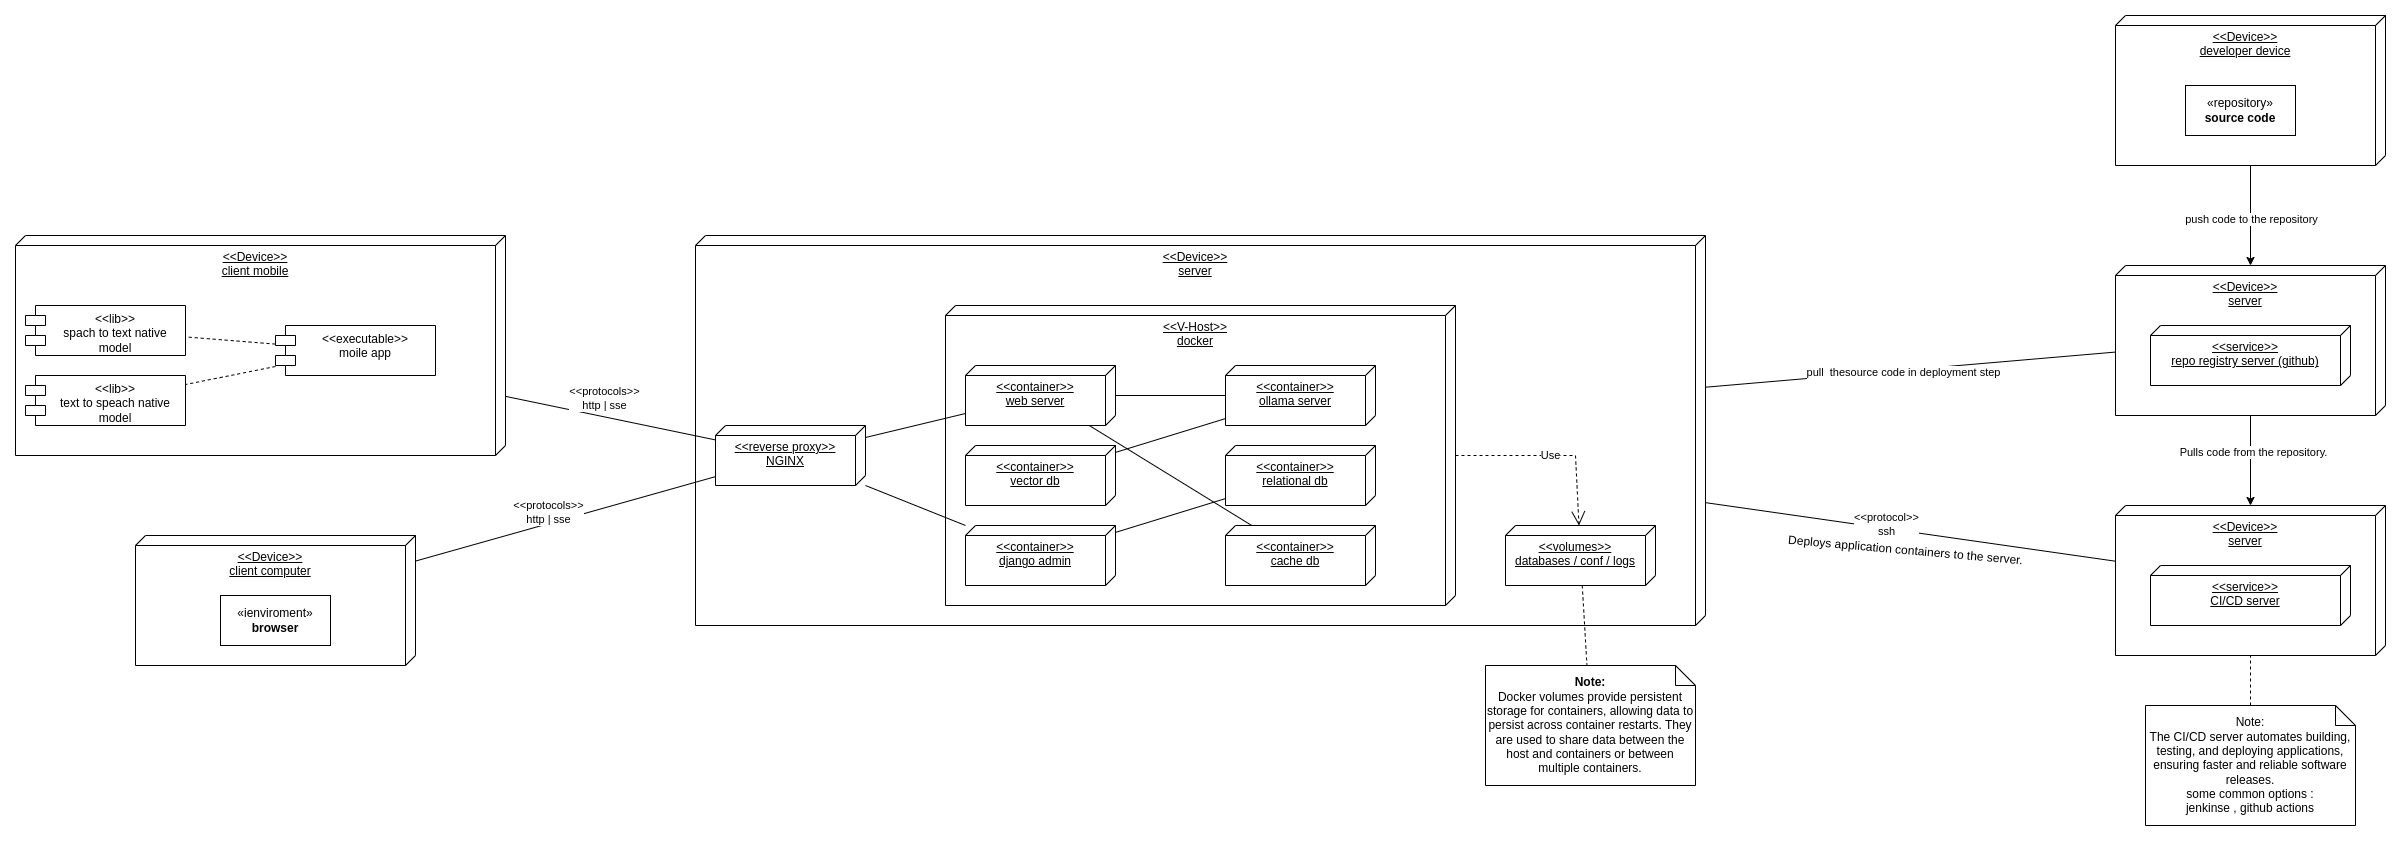 <<Device>>
developer device
«repository»
source code
push code to the repository
<<Device>>
client mobile
<<lib>>
spach to text native
model
<<executable>>
moile app
<<lib>>
text to speach native
model
<<protocols>>
http | sse
<<protocols>>
http | sse
<<Device>>
client computer
«ienviroment»
browser
<<Device>>
server
<<reverse proxy>>
NGINX
<<V-Host>>
docker
<<container>>
web server
<<container>>
ollama server
<<container>>
vector db
<<container>>
relational db
<<container>>
django admin
<<container>>
cache db
Use
<<volumes>>
databases / conf / logs
Note:
Docker volumes provide persistent
storage for containers, allowing data to
persist across container restarts. They
are used to share data between the
host and containers or between
multiple containers.
pull  thesource code in deployment step
<<protocol>>
ssh
Deploys application containers to the server.
<<Device>>
server
<<service>>
repo registry server (github)
Pulls code from the repository.
<<Device>>
server
<<service>>
CI/CD server
Note:
The CI/CD server automates building,
testing, and deploying applications,
ensuring faster and reliable software
releases.
some common options :
jenkinse , github actions